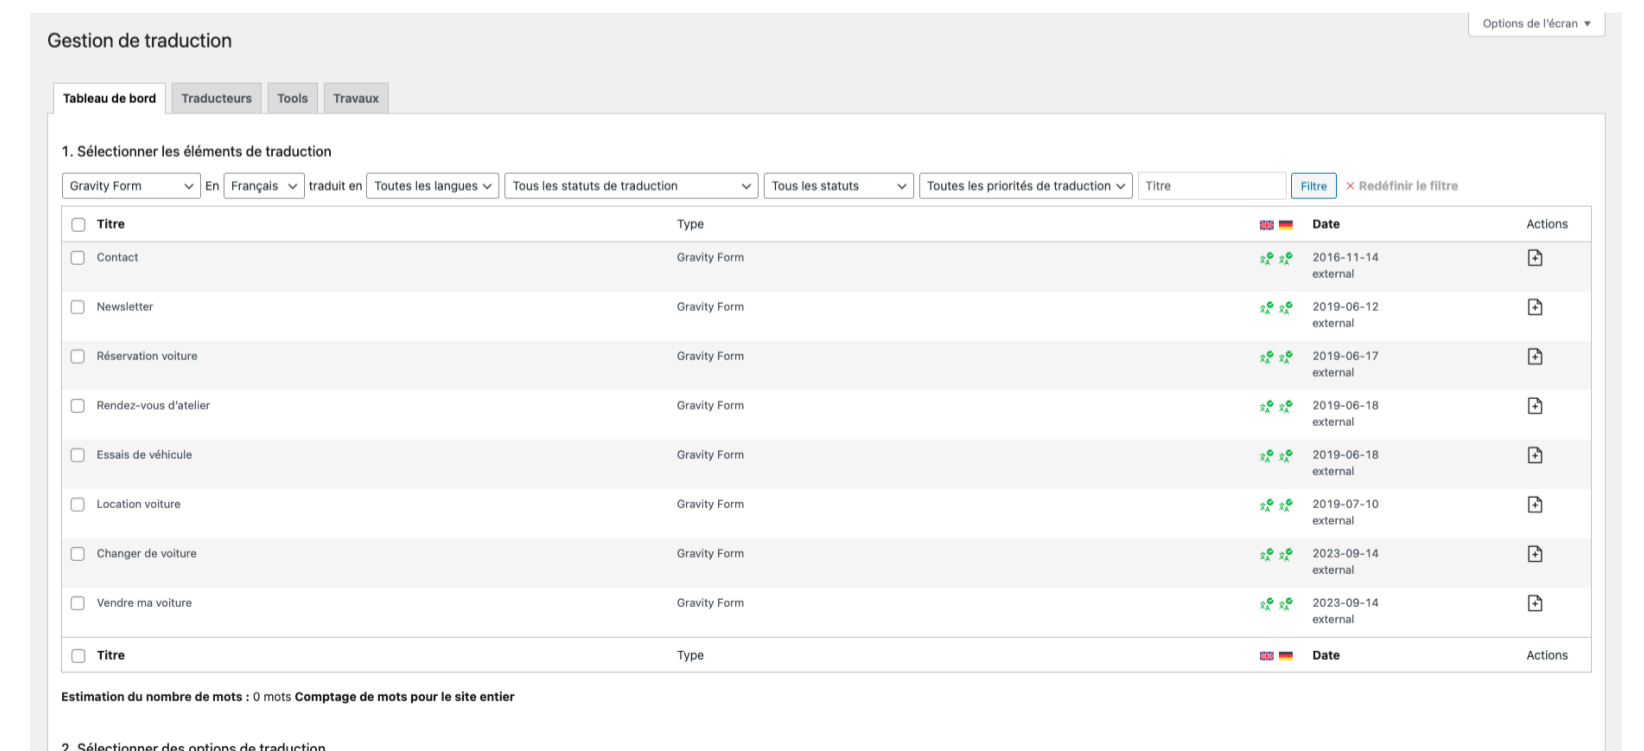 Options de l'écran ▼
Gestion de traduction
Tableau de bord Traducteurs Tools Travaux
1. Sélectionner les éléments de traduction
Gravity Form En Français traduit en Toutes les langues Tous les statuts de traduction Tous les statuts Toutes les priorités de traduction Titre Filtre × Redéfinir le filtre
Titre Type Date Actions
Contact Gravity Form 2016-11-14
external
Newsletter Gravity Form 2019-06-12
external
Réservation voiture Gravity Form 2019-06-17
external
Rendez-vous d'atelier Gravity Form 2019-06-18
external
Essais de véhicule Gravity Form 2019-06-18
external
Location voiture Gravity Form 2019-07-10
external
Changer de voiture Gravity Form 2023-09-14
external
Vendre ma voiture Gravity Form 2023-09-14
external
Titre Type Date Actions
Estimation du nombre de mots : 0 mots Comptage de mots pour le site entier
2. Sélectionner des options de traduction